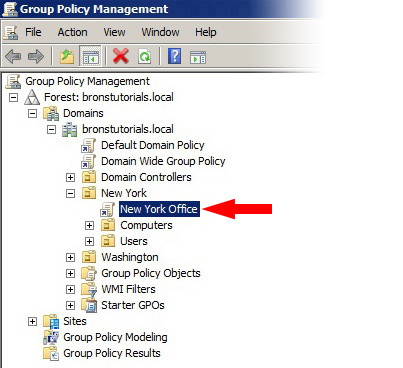 Group Policy Management
File Action View Window Help
Group Policy Management
Forest: bronstutorials.local
Domains
bronstutorials.local
Default Domain Policy
Domain Wide Group Policy
Domain Controllers
New York
New York Office
Computers
Users
Washington
Group Policy Objects
WMI Filters
Starter GPOs
Sites
Group Policy Modeling
Group Policy Results